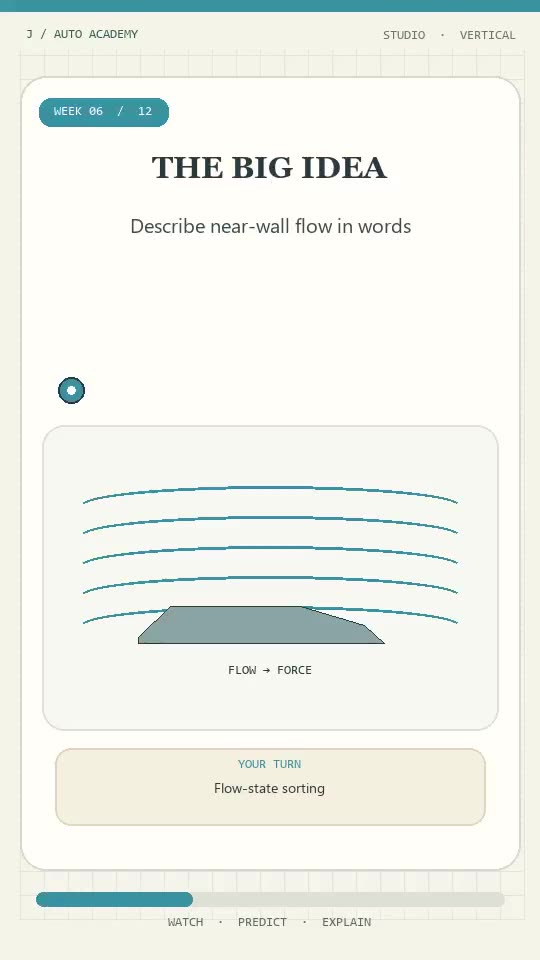 J / AUTO ACADEMY
STUDIO · VERTICAL
WEEK 06 / 12
THE BIG IDEA
Describe near-wall flow in words
FLOW → FORCE
YOUR TURN
Flow-state sorting
WATCH · PREDICT · EXPLAIN